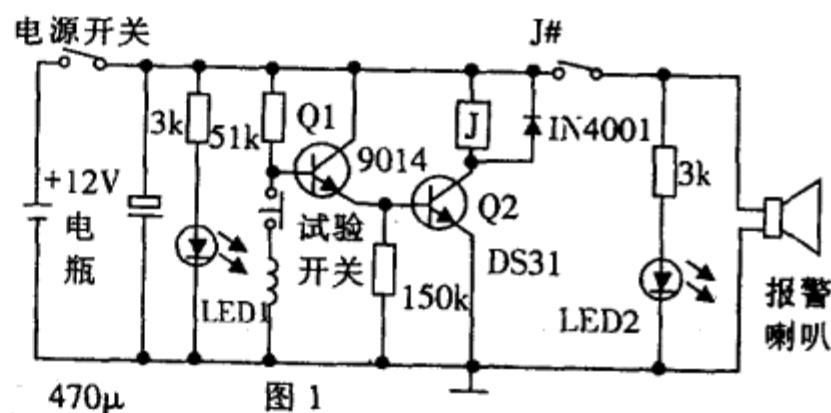 电源开关
J#
3k
51k
Q1
9014
J
IN4001
+12V
电
瓶
试验
开关
Q2
3k
DS31
LED1
150k
LED2
报警
喇叭
470μ
图 1